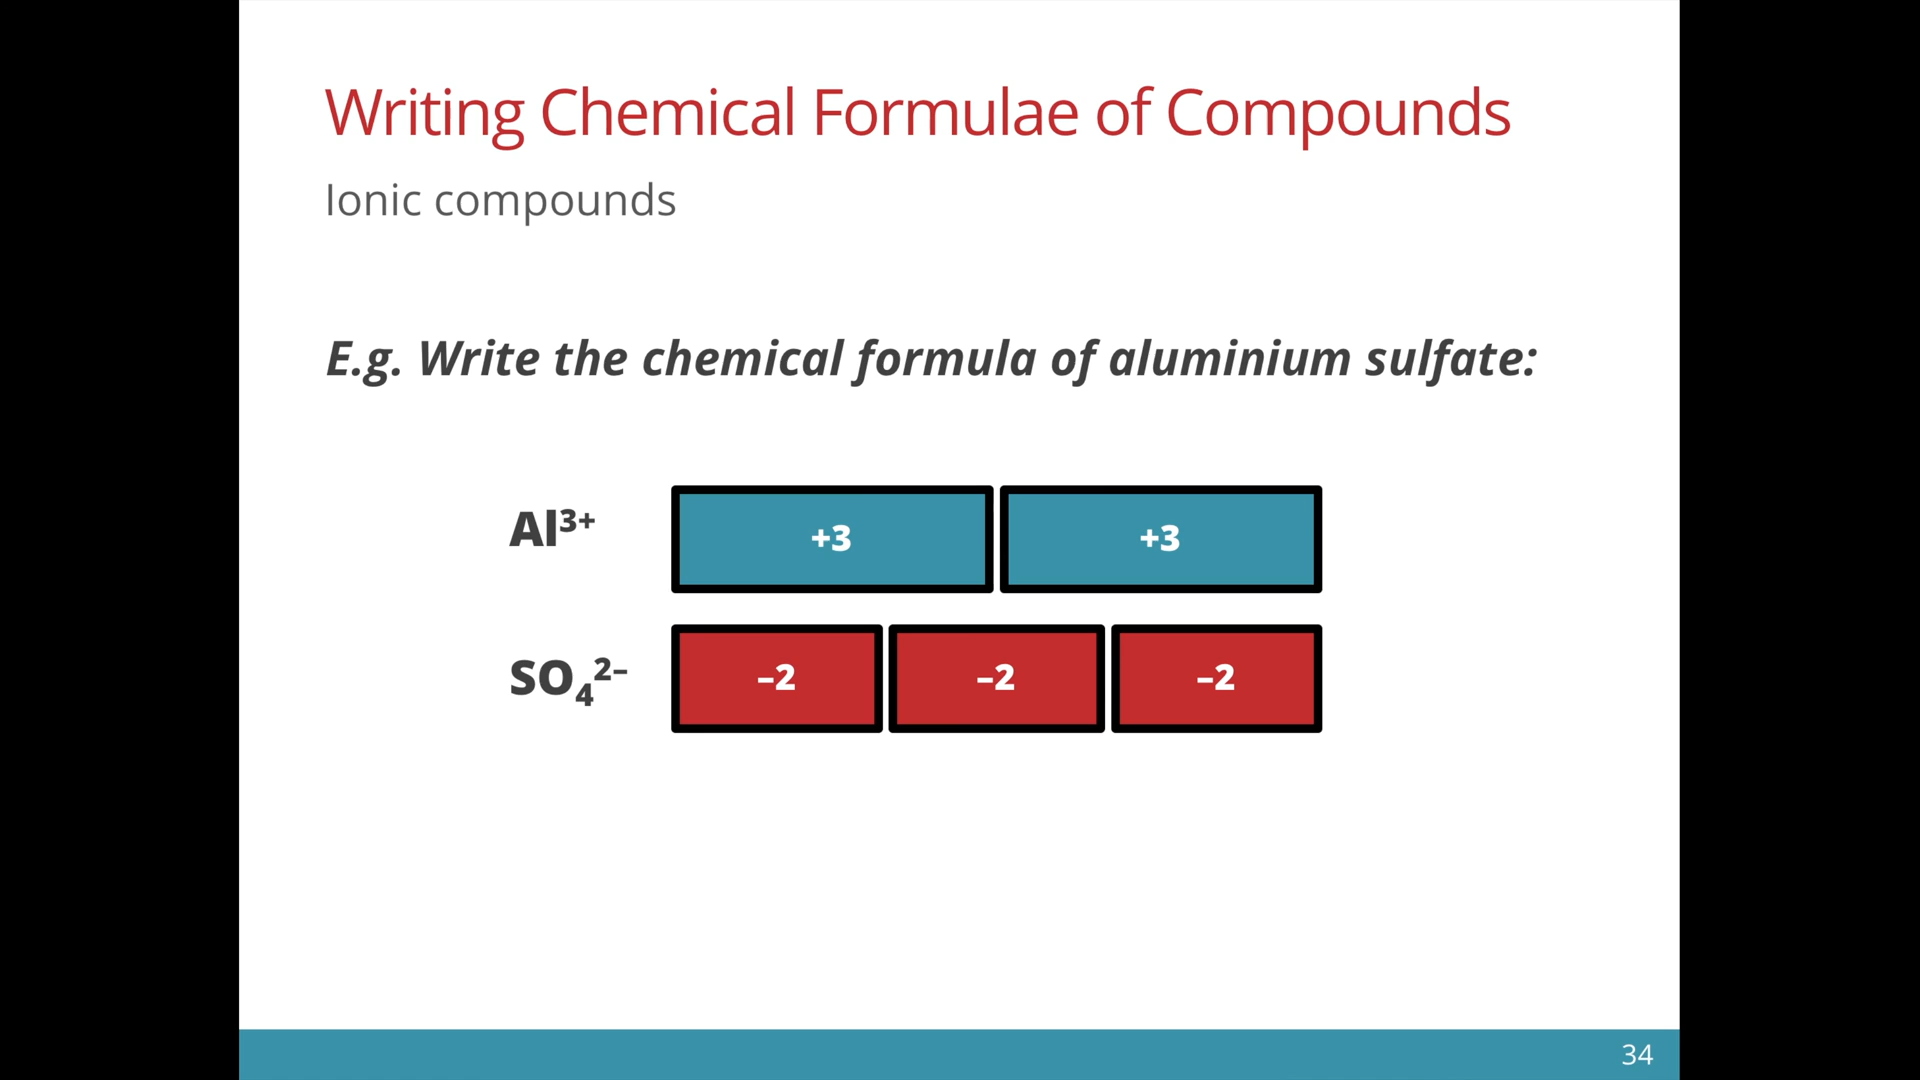 Writing Chemical Formulae of Compounds
Ionic compounds
E.g. Write the chemical formula of aluminium sulfate:
Al³⁺ +3 +3
SO₄²⁻ –2 –2 –2
34